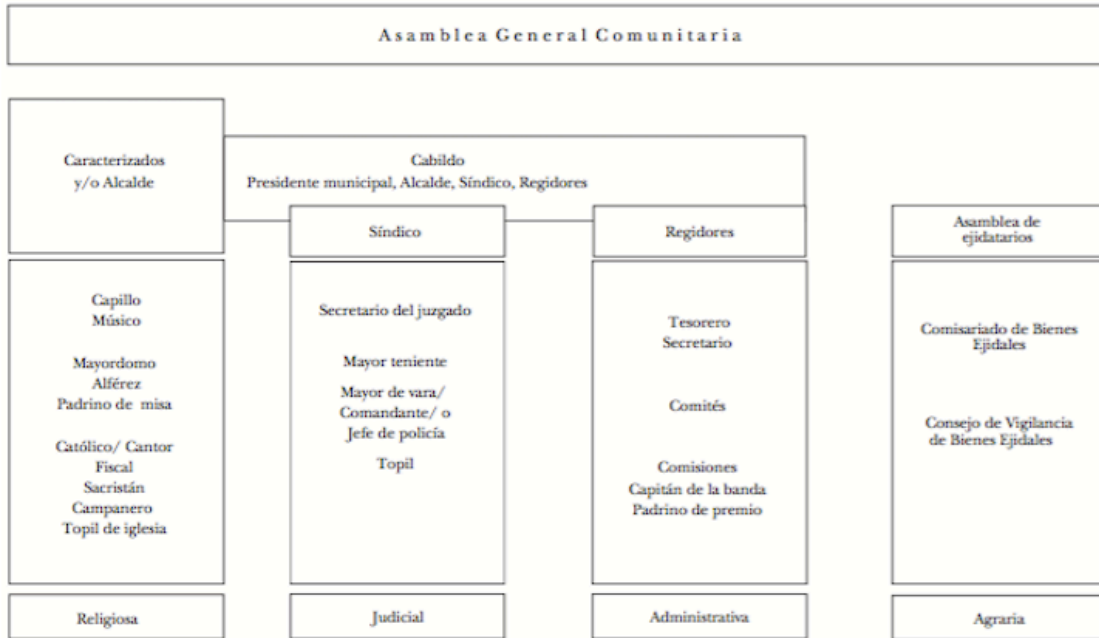 Asamblea General Comunitaria
Caracterizados
y/o Alcalde
Cabildo
Presidente municipal, Alcalde, Síndico, Regidores
Síndico
Regidores
Asamblea de
ejidatarios
Capillo
Músico
Mayordomo
Alférez
Padrino de misa
Católico/ Cantor
Fiscal
Sacristán
Campanero
Topil de iglesia
Secretario del juzgado
Mayor teniente
Mayor de vara/
Comandante/ o
Jefe de policía
Topil
Tesorero
Secretario
Comités
Comisiones
Capitán de la banda
Padrino de premio
Comisariado de Bienes
Ejidales
Consejo de Vigilancia
de Bienes Ejidales
Religiosa
Judicial
Administrativa
Agraria